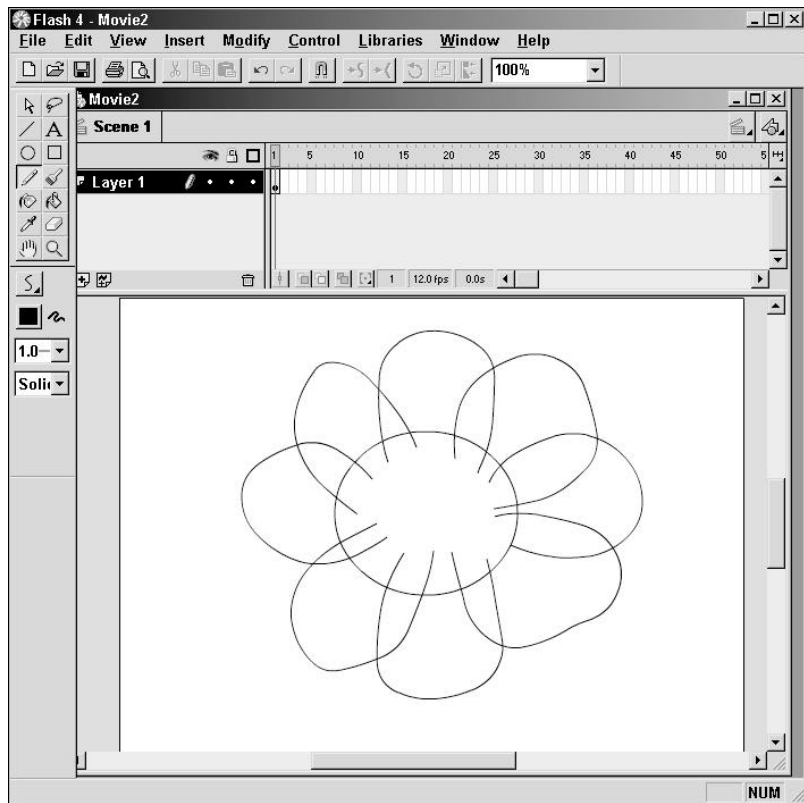 Flash 4 - Movie2
File Edit View Insert Modify Control Libraries Window Help
100%
Movie2
Scene 1
1 5 10 15 20 25 30 35 40 45 50 5
Layer 1
1 12.0 fps 0.0s
1.0
Soli
NUM